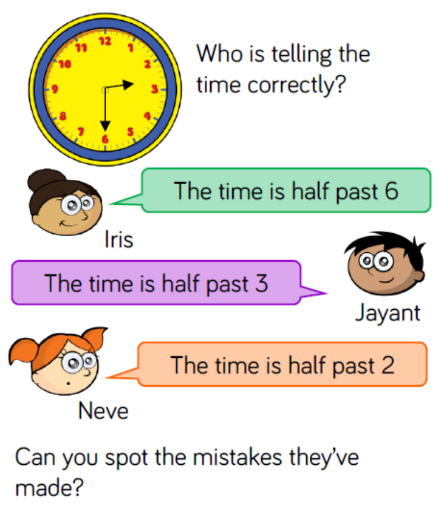 12
11
1
10
2
9
3
8
4
7
5
6
Who is telling the
time correctly?
The time is half past 6
Iris
The time is half past 3
Jayant
The time is half past 2
Neve
Can you spot the mistakes they've
made?